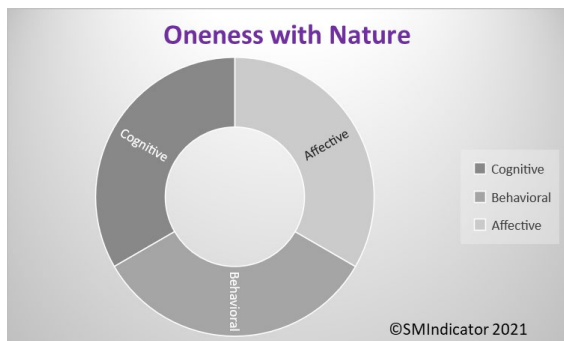 Oneness with Nature
Cognitive
Affective
Behavioral
Cognitive
Behavioral
Affective
©SMIndicator 2021